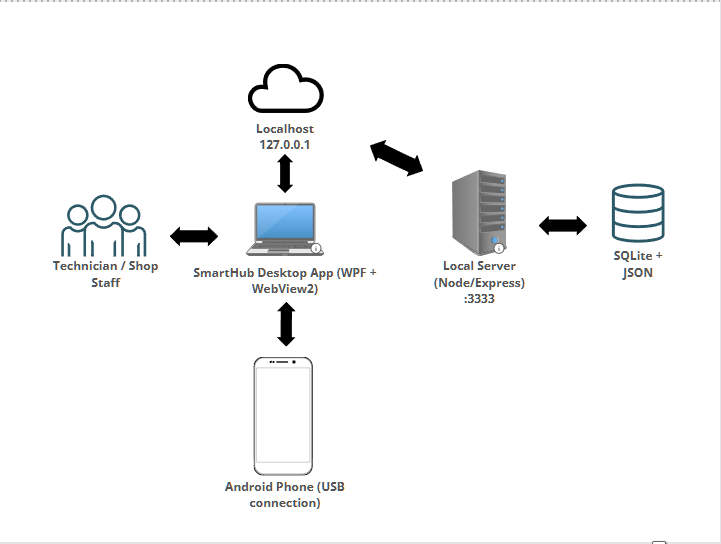 Localhost
127.0.0.1
Technician / Shop
Staff
SmartHub Desktop App (WPF +
WebView2)
Local Server
(Node/Express)
:3333
SQLite +
JSON
Android Phone (USB
connection)